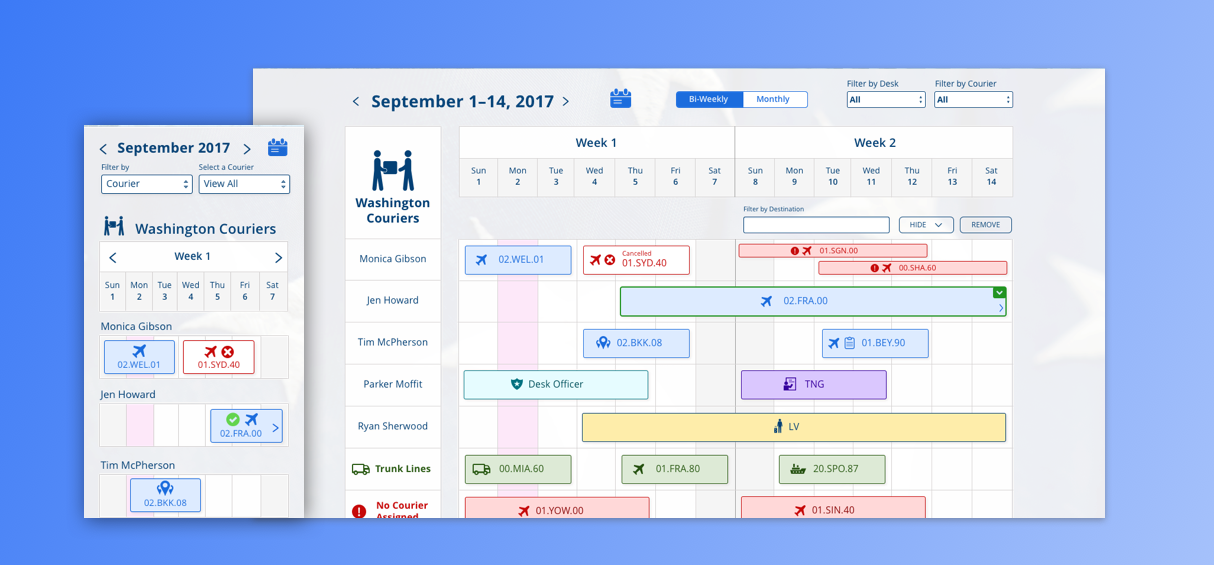 September 2017
Filter by
Select a Courier
Courier
View All
Washington Couriers
Week 1
Sun Mon Tue Wed Thu Fri Sat
1 2 3 4 5 6 7
Monica Gibson
02.WEL.01
01.SYD.40
Jen Howard
02.FRA.00
Tim McPherson
02.BKK.08
September 1–14, 2017
Bi-Weekly
Monthly
Filter by Desk
All
Filter by Courier
All
Washington
Couriers
Week 1
Week 2
Sun Mon Tue Wed Thu Fri Sat Sun Mon Tue Wed Thu Fri Sat
1 2 3 4 5 6 7 8 9 10 11 12 13 14
Filter by Destination
HIDE
REMOVE
Monica Gibson
02.WEL.01
Cancelled
01.SYD.40
01.SGN.00
00.SHA.60
Jen Howard
02.FRA.00
Tim McPherson
02.BKK.08
01.BEY.90
Parker Moffit
Desk Officer
TNG
Ryan Sherwood
LV
Trunk Lines
00.MIA.60
01.FRA.80
20.SPO.87
No Courier
Assigned
01.YOW.00
01.SIN.40